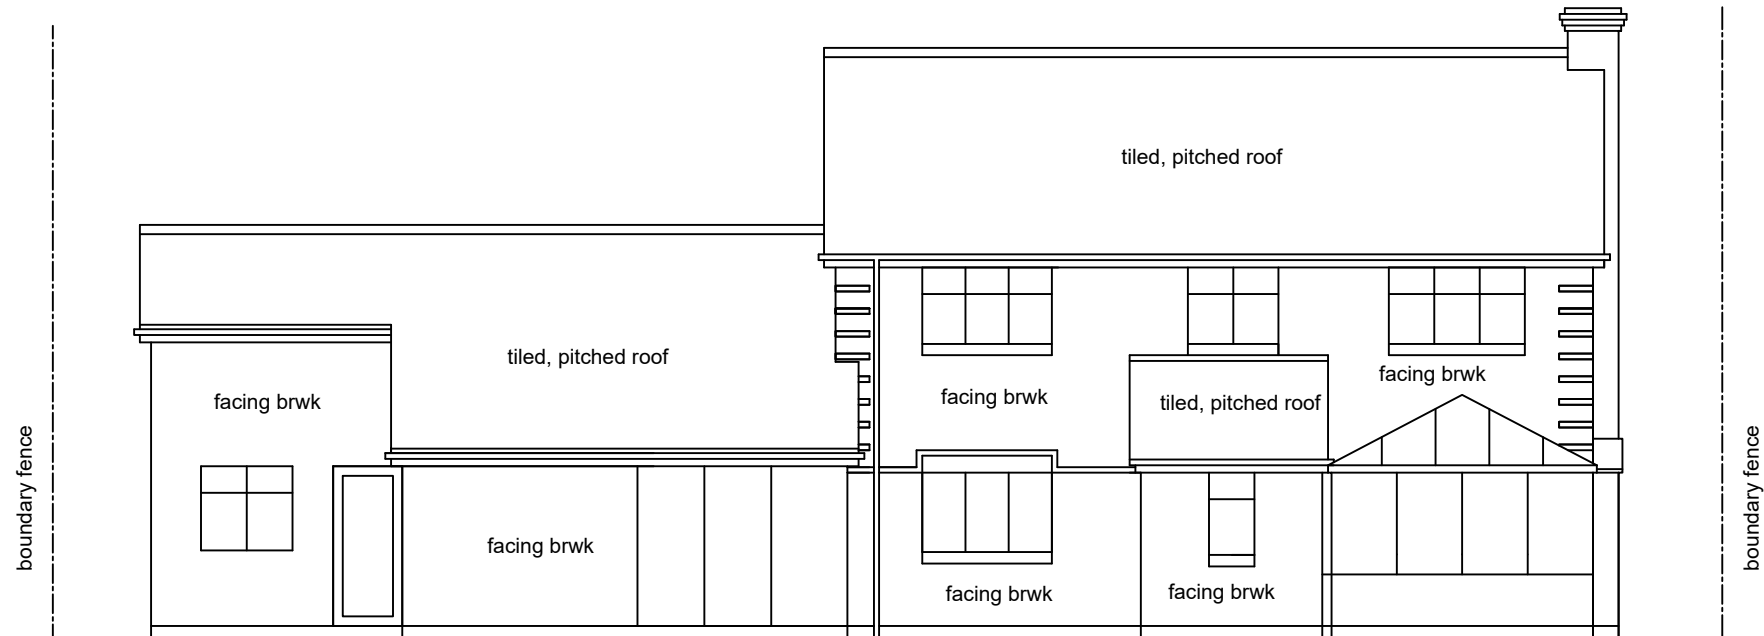 tiled, pitched roof
tiled, pitched roof
facing brwk
facing brwk
facing brwk
tiled, pitched roof
facing brwk
facing brwk
facing brwk
boundary fence
boundary fence